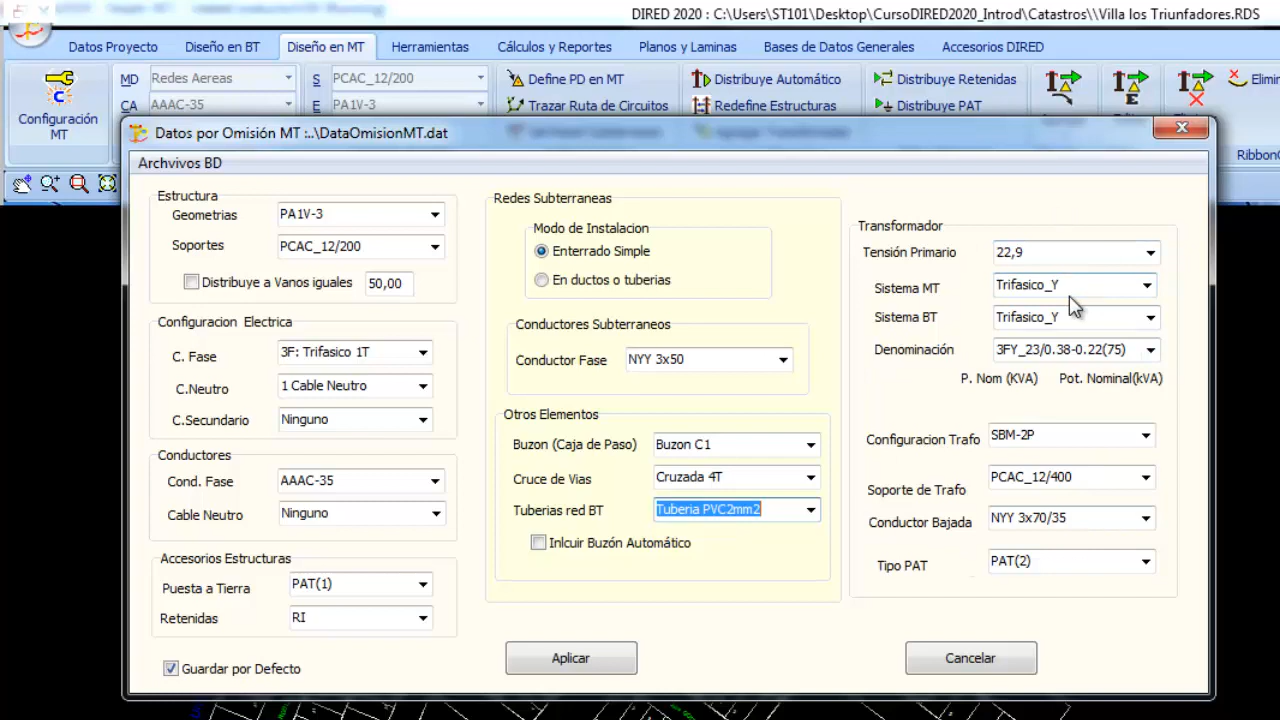 DIRED 2020 : C:\Users\ST101\Desktop\CursoDIRED2020_Introd\Catastros\\Villa los Triunfadores.RDS
Datos Proyecto Diseño en BT Diseño en MT Herramientas Cálculos y Reportes Planos y Laminas Bases de Datos Generales Accesorios DIRED
MD Redes Aereas S PCAC_12/200 Define PD en MT Distribuye Automático Distribuye Retenidas Elimin
Configuración MT
CA AAAC-35 E PA1V-3 Trazar Ruta de Circuitos Redefine Estructuras Distribuye PAT
RibbonG
Datos por Omisión MT :..\DataOmisionMT.dat
Archvivos BD
Estructura
Geometrias PA1V-3
Soportes PCAC_12/200
Distribuye a Vanos iguales 50,00
Configuracion Electrica
C. Fase 3F: Trifasico 1T
C.Neutro 1 Cable Neutro
C.Secundario Ninguno
Conductores
Cond. Fase AAAC-35
Cable Neutro Ninguno
Accesorios Estructuras
Puesta a Tierra PAT(1)
Retenidas RI
Guardar por Defecto
Redes Subterraneas
Modo de Instalacion
Enterrado Simple
En ductos o tuberias
Conductores Subterraneos
Conductor Fase NYY 3x50
Otros Elementos
Buzon (Caja de Paso) Buzon C1
Cruce de Vias Cruzada 4T
Tuberias red BT Tuberia PVC2mm2
Inlcuir Buzón Automático
Aplicar
Transformador
Tensión Primario 22,9
Sistema MT Trifasico_Y
Sistema BT Trifasico_Y
Denominación 3FY_23/0.38-0.22(75)
P. Nom (KVA) Pot. Nominal(kVA)
Configuracion Trafo SBM-2P
Soporte de Trafo PCAC_12/400
Conductor Bajada NYY 3x70/35
Tipo PAT PAT(2)
Cancelar